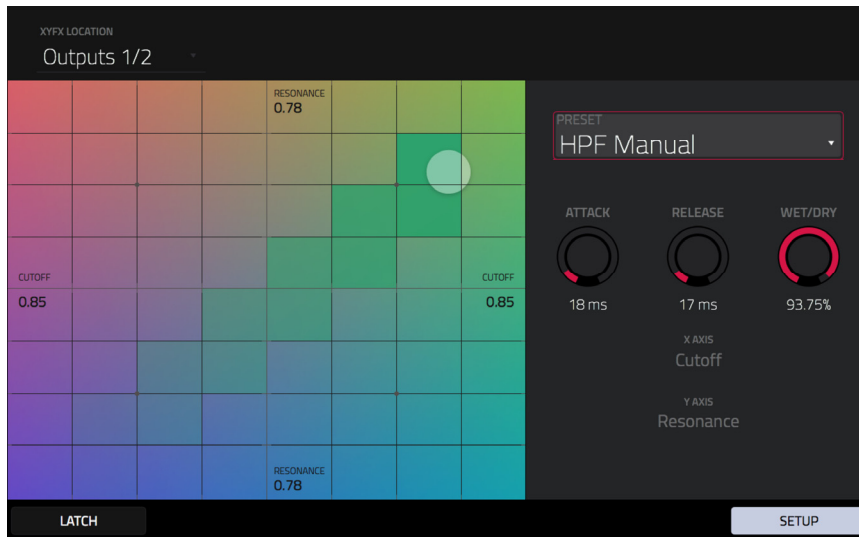 XYFX LOCATION
Outputs 1/2
RESONANCE
0.78
PRESET
HPF Manual
ATTACK RELEASE WET/DRY
CUTOFF CUTOFF
0.85 0.85
18 ms 17 ms 93.75%
X AXIS
Cutoff
Y AXIS
Resonance
RESONANCE
0.78
LATCH SETUP